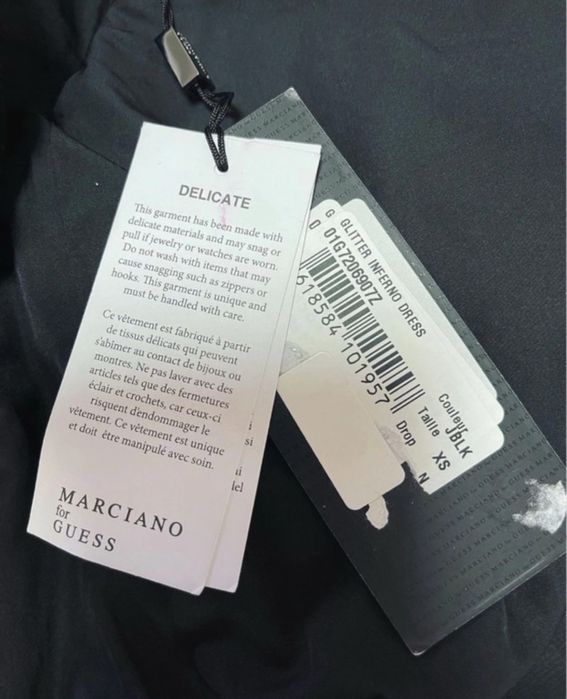 DELICATE
This garment has been made with
delicate materials and may snag or
pull if jewelry or watches are worn.
Do not wash with items that may
cause snagging such as zippers or
hooks. This garment is unique and
must be handled with care.
Ce vêtement est fabriqué à partir
de tissus délicats qui peuvent
s'abîmer au contact de bijoux ou
montres. Ne pas laver avec des
articles tels que des fermetures
éclair et crochets, car ceux-ci
risquent d'endommager le
vêtement. Ce vêtement est unique
et doit être manipulé avec soin.
MARCIANO
for
GUESS
G GLITTER INFERNO DRESS
0 01G7206907Z
618584 101957
Couleur
JBLK
Taille XS
Drop N